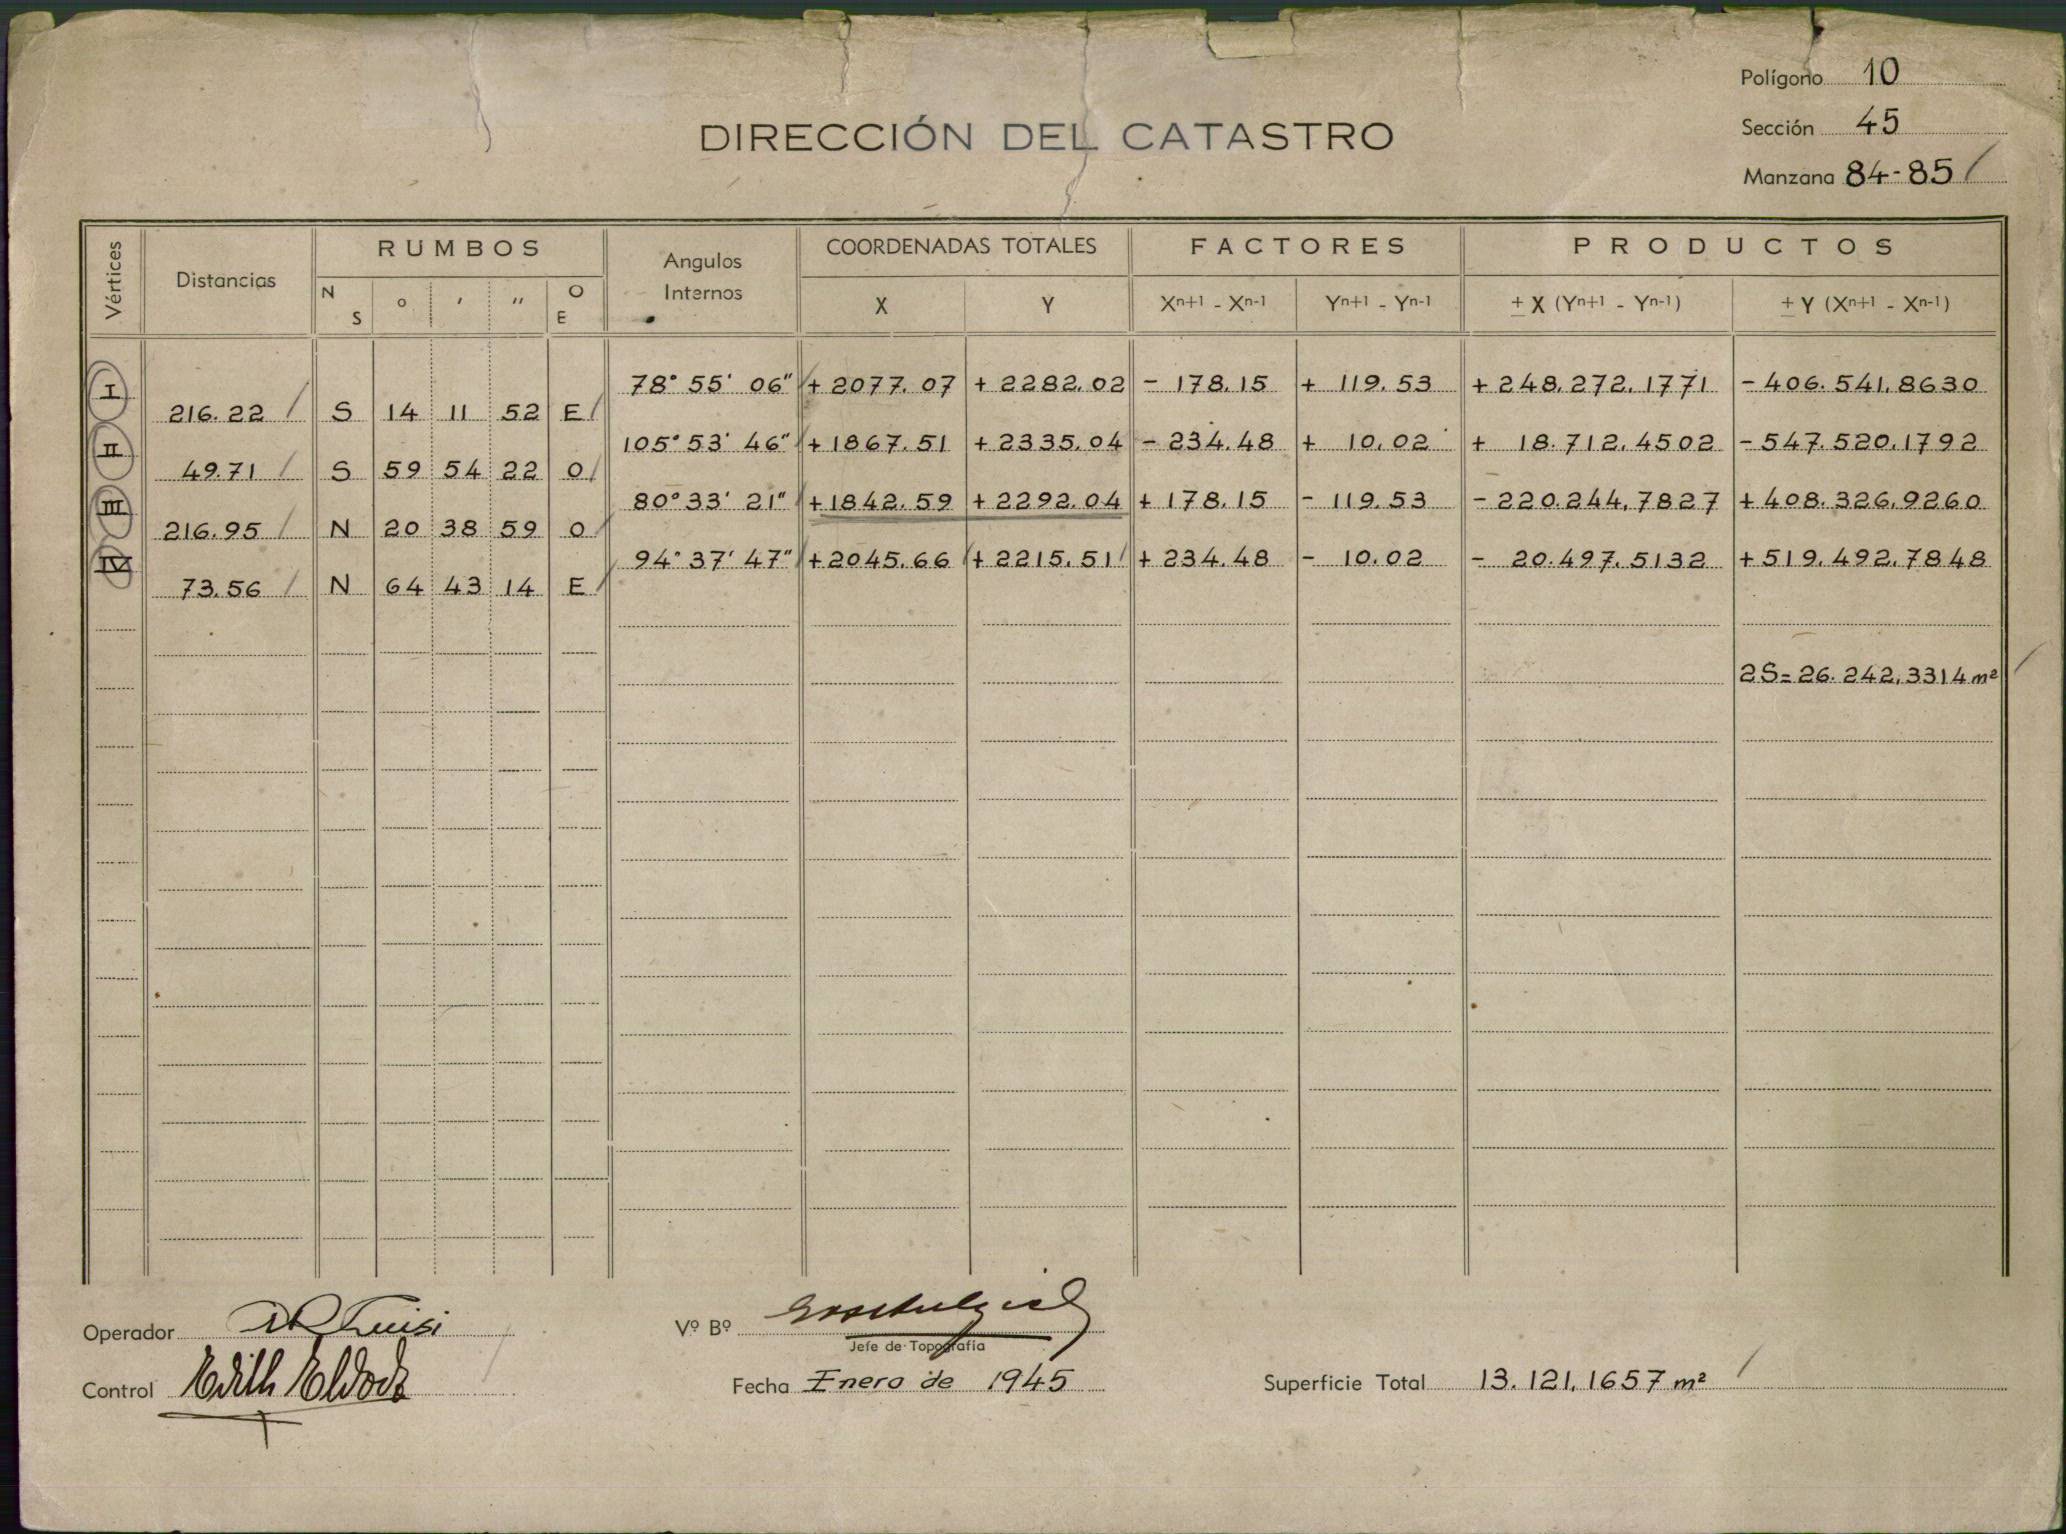 Polígono 10
DIRECCIÓN DEL CATASTRO
Sección 45
Manzana 84-85
Vértices Distancias RUMBOS Angulos Internos COORDENADAS TOTALES FACTORES PRODUCTOS
N S ° ′ ″ O E X Y Xn+1 - Xn-1 Yn+1 - Yn-1 ± X (Yn+1 - Yn-1) ± Y (Xn+1 - Xn-1)
I 78° 55′ 06″ + 2077.07 + 2282.02 - 178.15 + 119.53 + 248.272.1771 - 406.541.8630
216.22 S 14 11 52 E
II 105° 53′ 46″ + 1867.51 + 2335.04 - 234.48 + 10.02 + 18.712.4502 - 547.520.1792
49.71 S 59 54 22 O
III 80° 33′ 21″ + 1842.59 + 2292.04 + 178.15 - 119.53 - 220.244.7827 + 408.326.9260
216.95 N 20 38 59 O
IV 94° 37′ 47″ + 2045.66 + 2215.51 + 234.48 - 10.02 - 20.497.5132 + 519.492.7848
73.56 N 64 43 14 E
2S = 26.242.3314 m²
Operador
Vº Bº
Jefe de Topografía
Control
Fecha Enero de 1945
Superficie Total 13.121.1657 m²